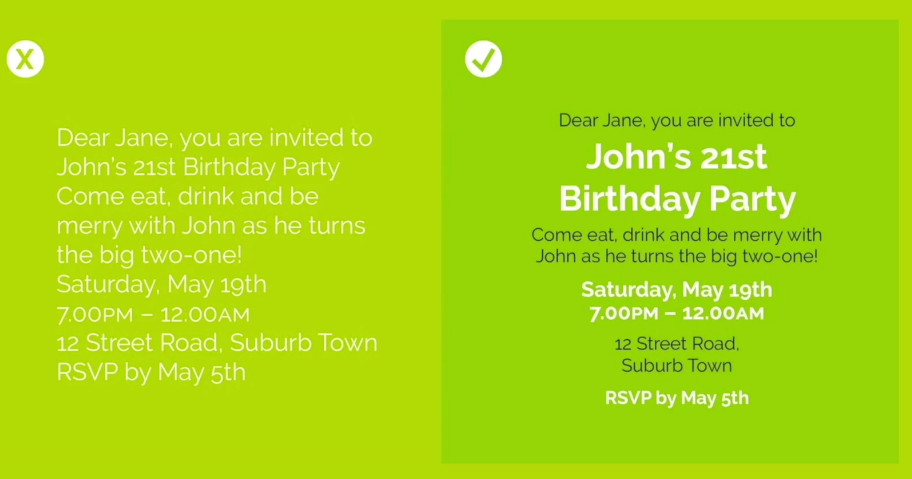 X
Dear Jane, you are invited to
John's 21st Birthday Party
Come eat, drink and be
merry with John as he turns
the big two-one!
Saturday, May 19th
7.00PM – 12.00AM
12 Street Road, Suburb Town
RSVP by May 5th
Dear Jane, you are invited to
John's 21st
Birthday Party
Come eat, drink and be merry with
John as he turns the big two-one!
Saturday, May 19th
7.00PM – 12.00AM
12 Street Road,
Suburb Town
RSVP by May 5th